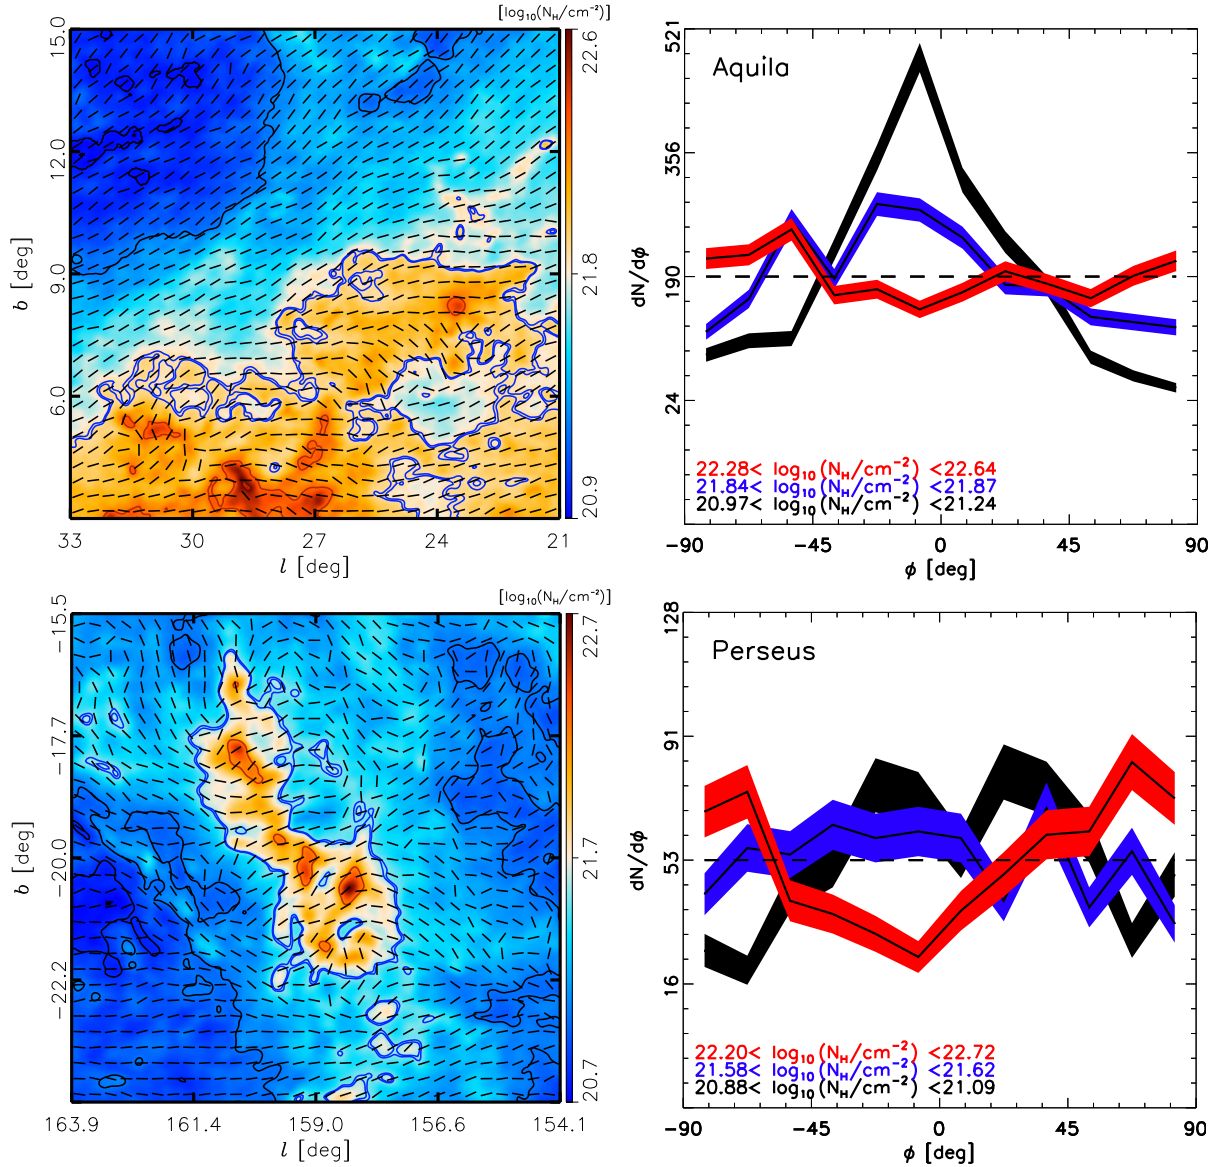 [log₁₀(N_H/cm⁻²)]
15.0
12.0
9.0
6.0
b [deg]
33 30 27 24 21
l [deg]
22.6
21.8
20.9
521
356
190
24
dN/dφ
Aquila
22.28< log₁₀(N_H/cm⁻²) <22.64
21.84< log₁₀(N_H/cm⁻²) <21.87
20.97< log₁₀(N_H/cm⁻²) <21.24
−90 −45 0 45 90
φ [deg]
[log₁₀(N_H/cm⁻²)]
−15.5
−17.7
−20.0
−22.2
b [deg]
163.9 161.4 159.0 156.6 154.1
l [deg]
22.7
21.7
20.7
128
91
53
16
dN/dφ
Perseus
22.20< log₁₀(N_H/cm⁻²) <22.72
21.58< log₁₀(N_H/cm⁻²) <21.62
20.88< log₁₀(N_H/cm⁻²) <21.09
−90 −45 0 45 90
φ [deg]